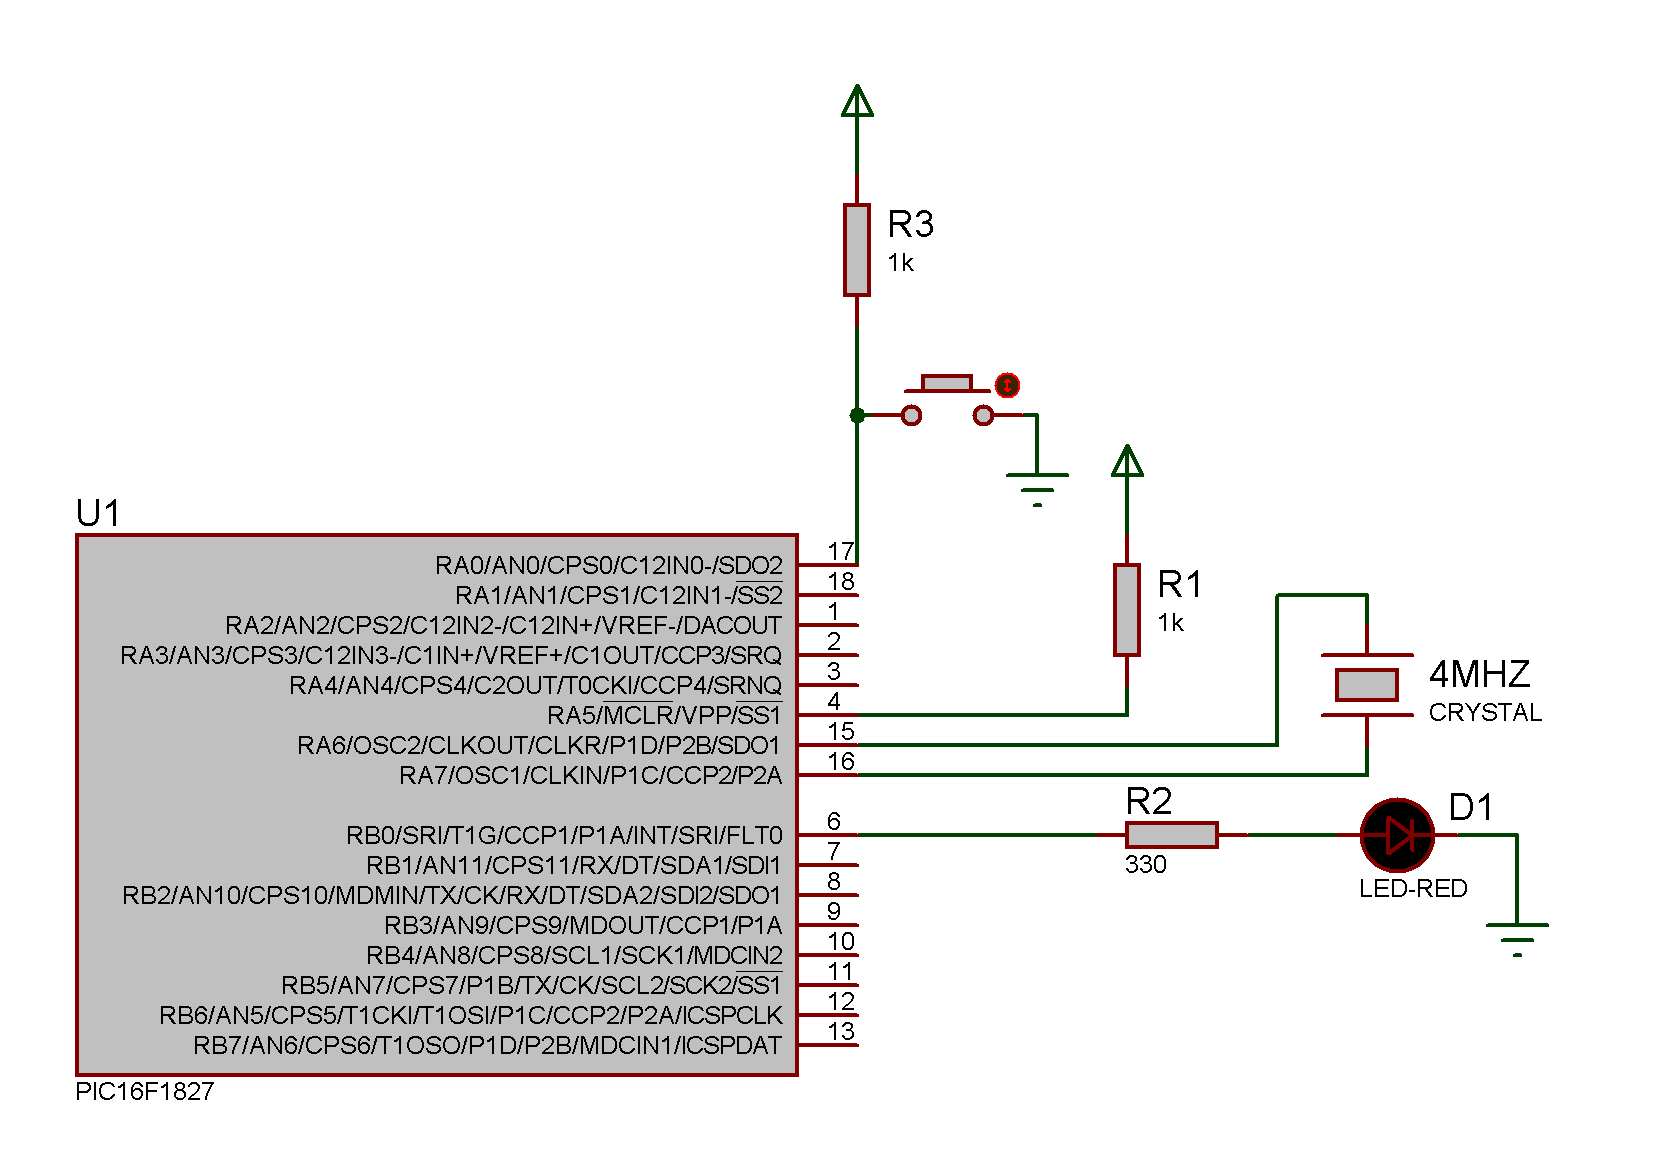 R3
1k
U1
RA0/AN0/CPS0/C12IN0-/SDO2 17
RA1/AN1/CPS1/C12IN1-/SS2 18
RA2/AN2/CPS2/C12IN2-/C12IN+/VREF-/DACOUT 1
RA3/AN3/CPS3/C12IN3-/C1IN+/VREF+/C1OUT/CCP3/SRQ 2
RA4/AN4/CPS4/C2OUT/T0CKI/CCP4/SRNQ 3
RA5/MCLR/VPP/SS1 4
RA6/OSC2/CLKOUT/CLKR/P1D/P2B/SDO1 15
RA7/OSC1/CLKIN/P1C/CCP2/P2A 16
RB0/SRI/T1G/CCP1/P1A/INT/SRI/FLT0 6
RB1/AN11/CPS11/RX/DT/SDA1/SDI1 7
RB2/AN10/CPS10/MDMIN/TX/CK/RX/DT/SDA2/SDI2/SDO1 8
RB3/AN9/CPS9/MDOUT/CCP1/P1A 9
RB4/AN8/CPS8/SCL1/SCK1/MDCIN2 10
RB5/AN7/CPS7/P1B/TX/CK/SCL2/SCK2/SS1 11
RB6/AN5/CPS5/T1CKI/T1OSI/P1C/CCP2/P2A/ICSPCLK 12
RB7/AN6/CPS6/T1OSO/P1D/P2B/MDCIN1/ICSPDAT 13
PIC16F1827
R1
1k
4MHZ
CRYSTAL
R2
330
D1
LED-RED